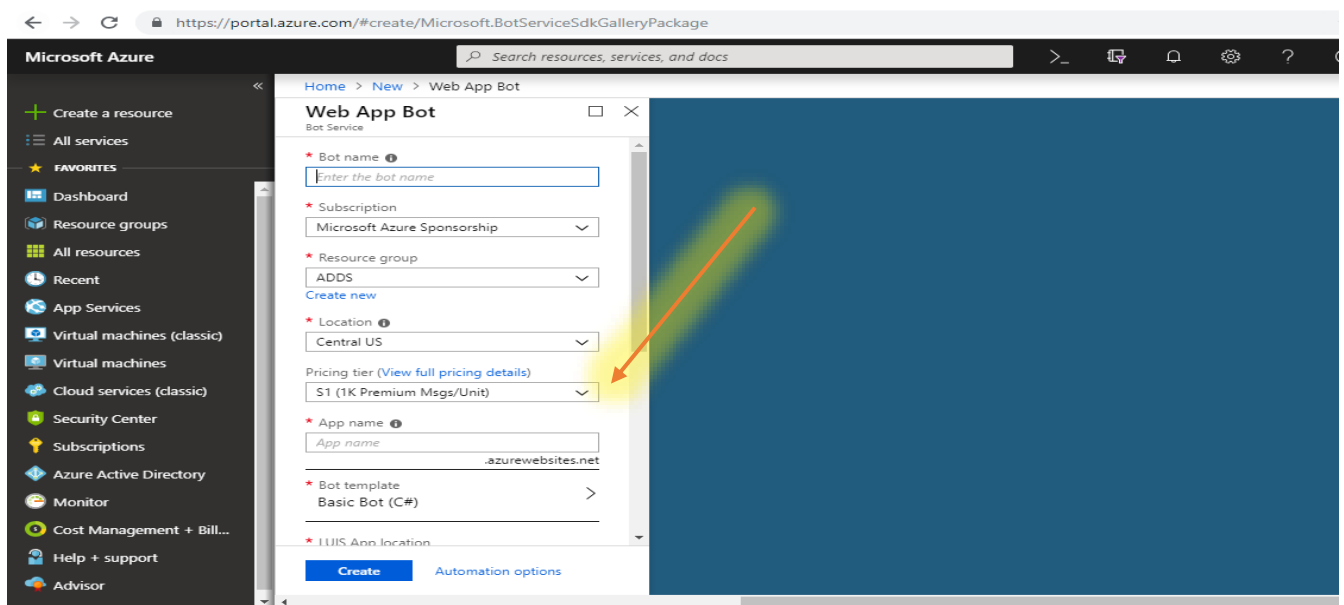 https://portal.azure.com/#create/Microsoft.BotServiceSdkGalleryPackage
Microsoft Azure
Search resources, services, and docs
Create a resource
All services
FAVORITES
Dashboard
Resource groups
All resources
Recent
App Services
Virtual machines (classic)
Virtual machines
Cloud services (classic)
Security Center
Subscriptions
Azure Active Directory
Monitor
Cost Management + Bill...
Help + support
Advisor
Home > New > Web App Bot
Web App Bot
Bot Service
* Bot name
Enter the bot name
* Subscription
Microsoft Azure Sponsorship
* Resource group
ADDS
Create new
* Location
Central US
Pricing tier (View full pricing details)
S1 (1K Premium Msgs/Unit)
* App name
App name
.azurewebsites.net
* Bot template
Basic Bot (C#)
* LUIS App location
Create Automation options